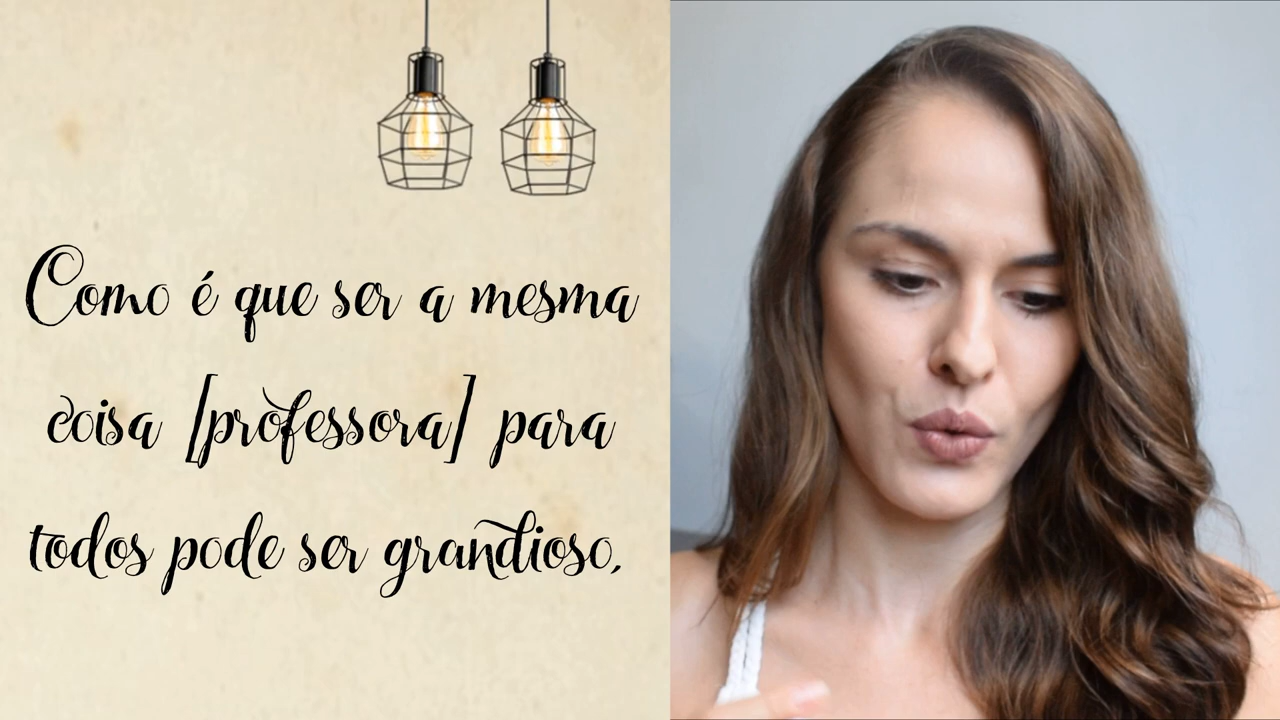 Como é que ser a mesma
coisa [professora] para
todos pode ser grandioso,